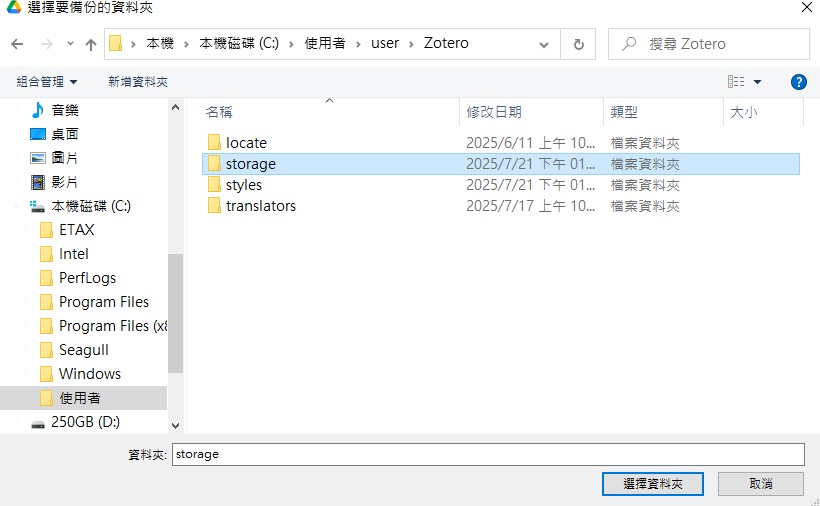 選擇要備份的資料夾
本機 › 本機磁碟 (C:) › 使用者 › user › Zotero
搜尋 Zotero
組合管理 新增資料夾
音樂
桌面
圖片
影片
本機磁碟 (C:)
ETAX
Intel
PerfLogs
Program Files
Program Files (x8
Seagull
Windows
使用者
250GB (D:)
名稱 修改日期 類型 大小
locate 2025/6/11 上午 10... 檔案資料夾
storage 2025/7/21 下午 01... 檔案資料夾
styles 2025/7/21 下午 01... 檔案資料夾
translators 2025/7/17 上午 10... 檔案資料夾
資料夾: storage
選擇資料夾 取消